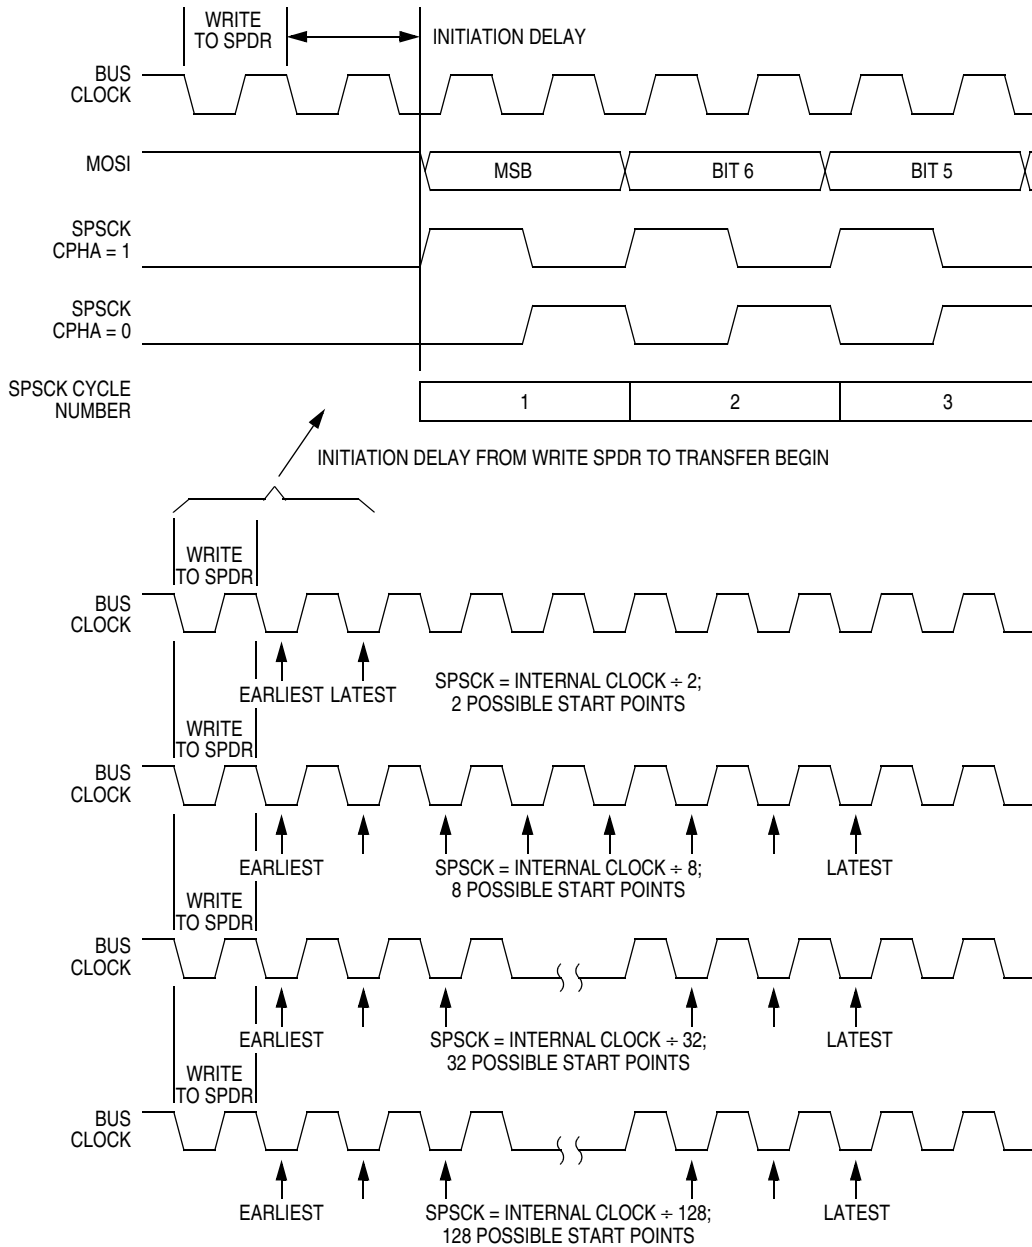 WRITE
TO SPDR
INITIATION DELAY
BUS
CLOCK
MOSI
MSB
BIT 6
BIT 5
SPSCK
CPHA = 1
SPSCK
CPHA = 0
SPSCK CYCLE
NUMBER
1
2
3
INITIATION DELAY FROM WRITE SPDR TO TRANSFER BEGIN
WRITE
TO SPDR
BUS
CLOCK
EARLIEST
LATEST
SPSCK = INTERNAL CLOCK ÷ 2;
2 POSSIBLE START POINTS
WRITE
TO SPDR
BUS
CLOCK
EARLIEST
SPSCK = INTERNAL CLOCK ÷ 8;
8 POSSIBLE START POINTS
LATEST
WRITE
TO SPDR
BUS
CLOCK
EARLIEST
SPSCK = INTERNAL CLOCK ÷ 32;
32 POSSIBLE START POINTS
LATEST
WRITE
TO SPDR
BUS
CLOCK
EARLIEST
SPSCK = INTERNAL CLOCK ÷ 128;
128 POSSIBLE START POINTS
LATEST